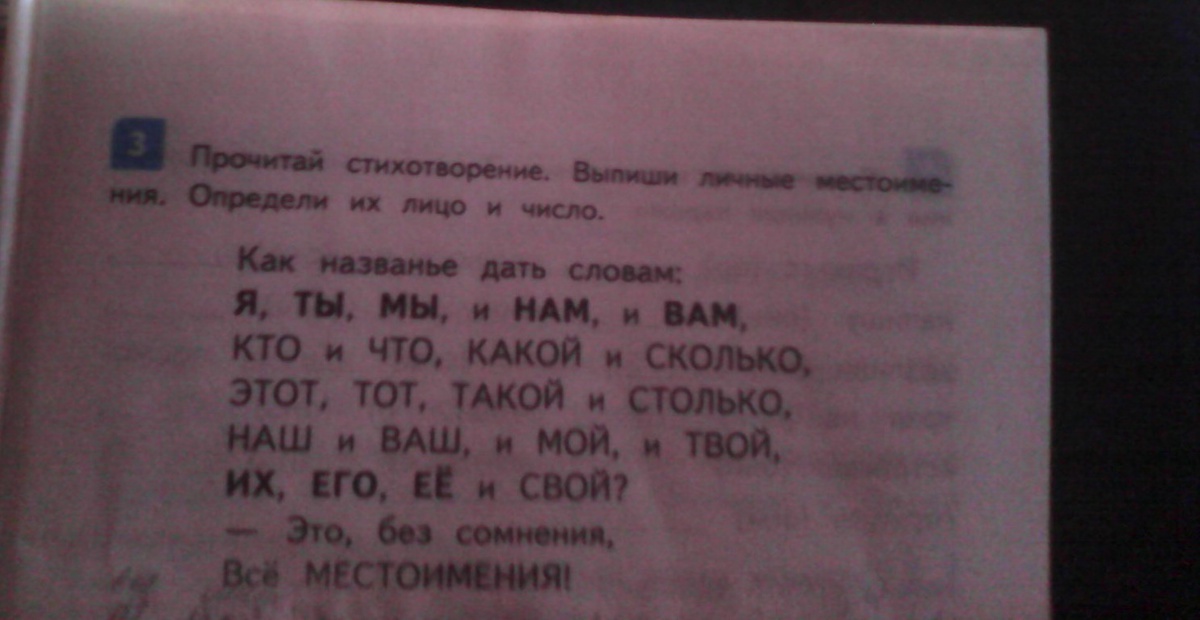 3
Прочитай стихотворение. Выпиши личные местоиме-
ния. Определи их лицо и число.
Как названье дать словам:
Я, ТЫ, МЫ, и НАМ, и ВАМ,
КТО и ЧТО, КАКОЙ и СКОЛЬКО,
ЭТОТ, ТОТ, ТАКОЙ и СТОЛЬКО,
НАШ и ВАШ, и МОЙ, и ТВОЙ,
ИХ, ЕГО, ЕЁ и СВОЙ?
— Это, без сомнения,
Всё МЕСТОИМЕНИЯ!